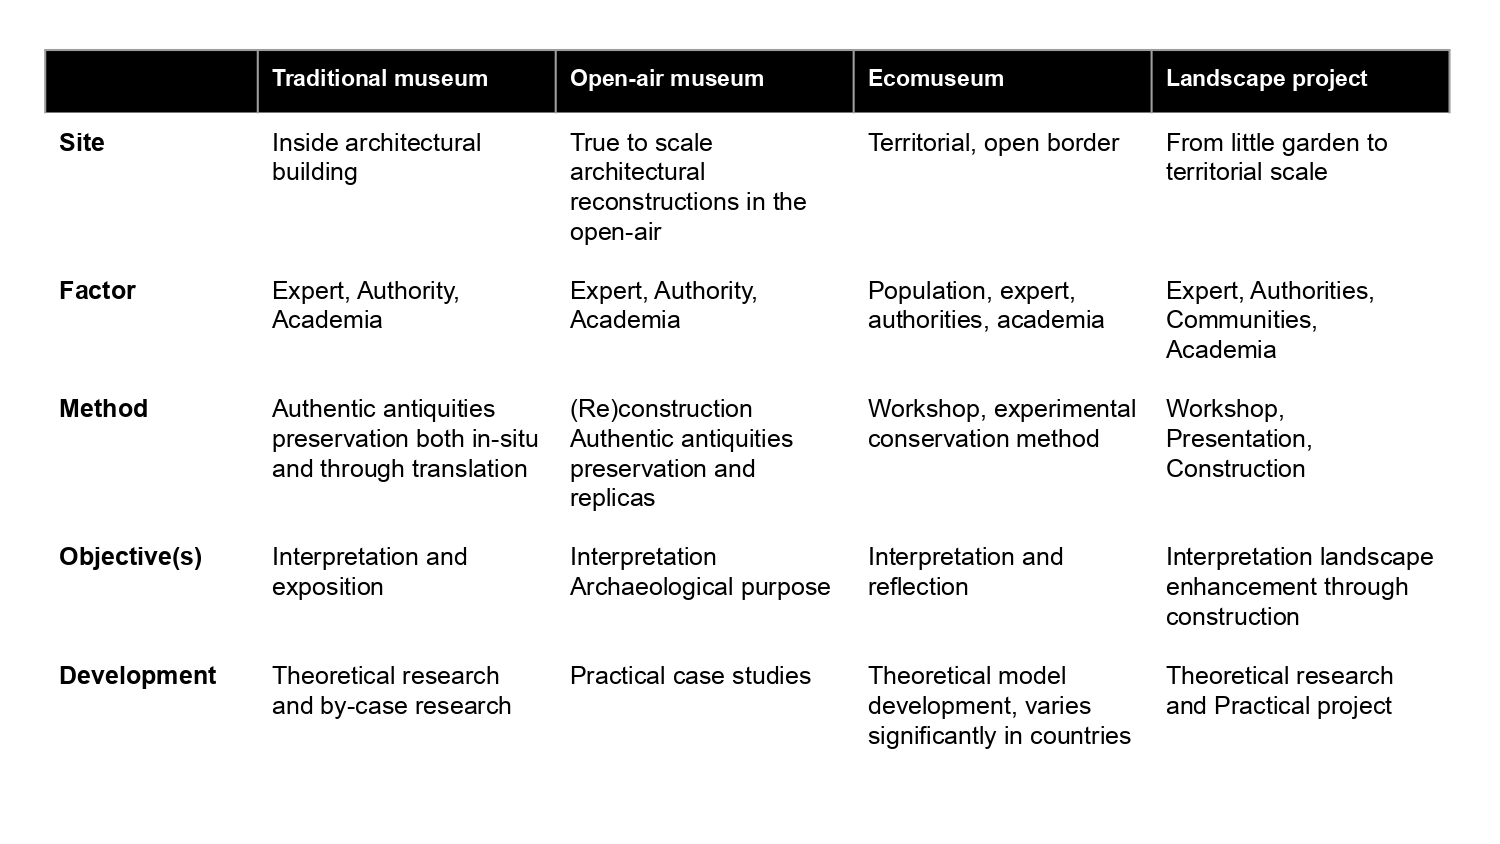 Traditional museum
Open-air museum
Ecomuseum
Landscape project
Site
Inside architectural
building
True to scale
architectural
reconstructions in the
open-air
Territorial, open border
From little garden to
territorial scale
Factor
Expert, Authority,
Academia
Expert, Authority,
Academia
Population, expert,
authorities, academia
Expert, Authorities,
Communities,
Academia
Method
Authentic antiquities
preservation both in-situ
and through translation
(Re)construction
Authentic antiquities
preservation and
replicas
Workshop, experimental
conservation method
Workshop,
Presentation,
Construction
Objective(s)
Interpretation and
exposition
Interpretation
Archaeological purpose
Interpretation and
reflection
Interpretation landscape
enhancement through
construction
Development
Theoretical research
and by-case research
Practical case studies
Theoretical model
development, varies
significantly in countries
Theoretical research
and Practical project